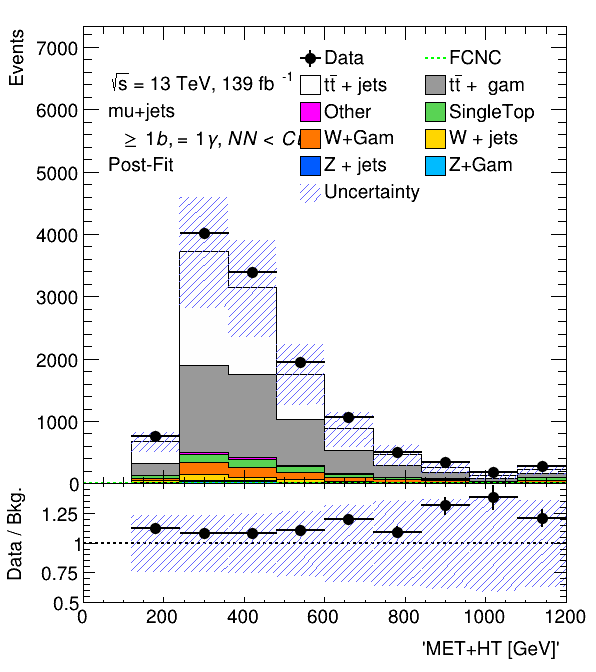 Events
7000
6000
5000
4000
3000
2000
1000
0
√s = 13 TeV, 139 fb -1
mu+jets
≥ 1b, = 1γ, NN < C
Post-Fit
Data
FCNC
tt̄ + jets
tt̄ + gam
Other
SingleTop
W+Gam
W + jets
Z + jets
Z+Gam
Uncertainty
Data / Bkg.
1.25
1
0.75
0.5
0 200 400 600 800 1000 1200
'MET+HT [GeV]'